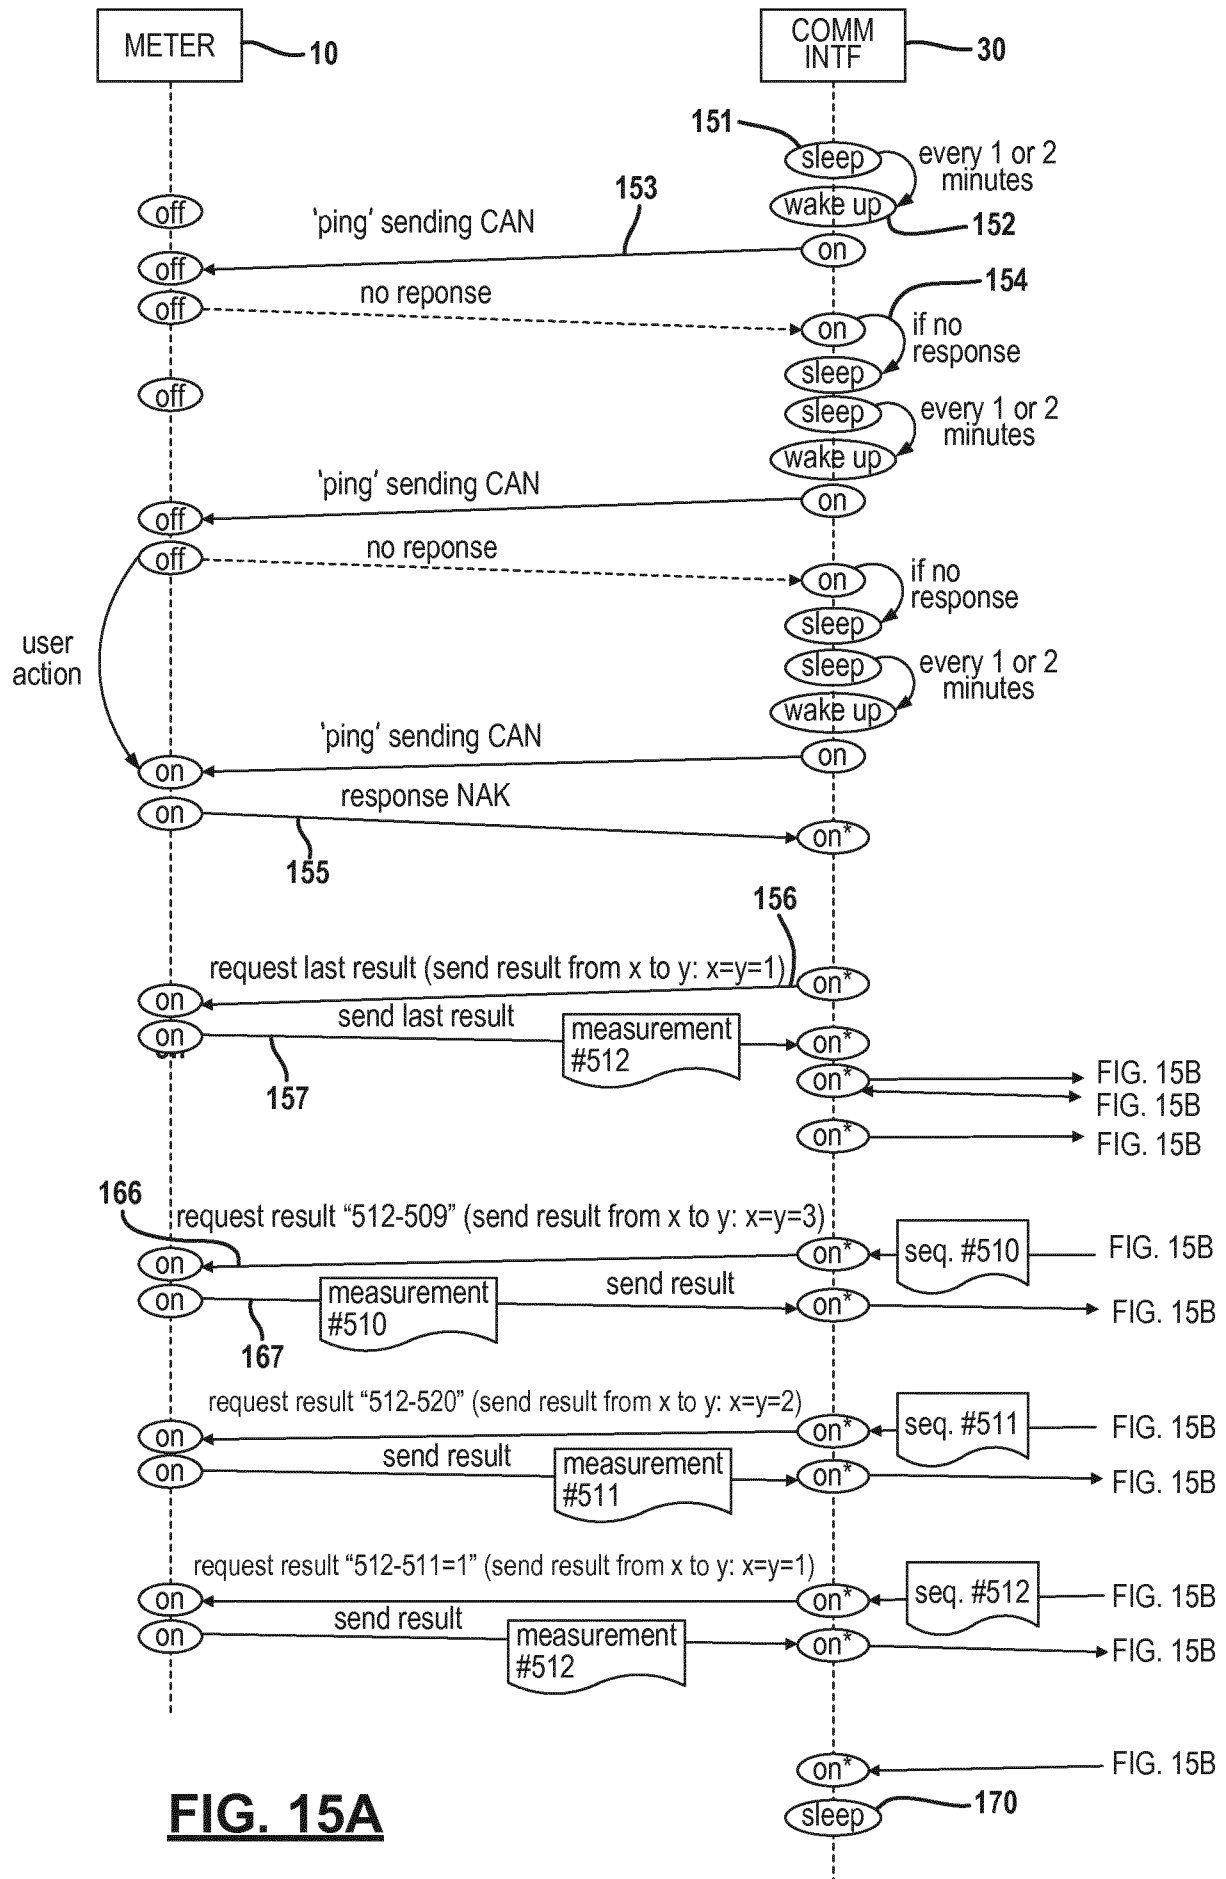 METER
10
COMM
INTF
30
151
sleep
every 1 or 2
minutes
153
off
'ping' sending CAN
wake up
152
on
off
no reponse
154
off
on
if no
response
sleep
off
sleep
every 1 or 2
minutes
wake up
'ping' sending CAN
on
off
no reponse
off
on
if no
response
sleep
user
action
sleep
every 1 or 2
minutes
wake up
'ping' sending CAN
on
on
response NAK
on
on*
155
156
request last result (send result from x to y: x=y=1)
on*
on
send last result
on
measurement
#512
on*
157
on*
FIG. 15B
FIG. 15B
on*
FIG. 15B
166
request result “512-509” (send result from x to y: x=y=3)
on
on*
seq. #510
FIG. 15B
on
measurement
#510
send result
on*
FIG. 15B
167
request result “512-520” (send result from x to y: x=y=2)
on
on*
seq. #511
FIG. 15B
on
send result
measurement
#511
on*
FIG. 15B
request result “512-511=1” (send result from x to y: x=y=1)
on
on*
seq. #512
FIG. 15B
on
send result
measurement
#512
on*
FIG. 15B
on*
FIG. 15B
sleep
170
FIG. 15A